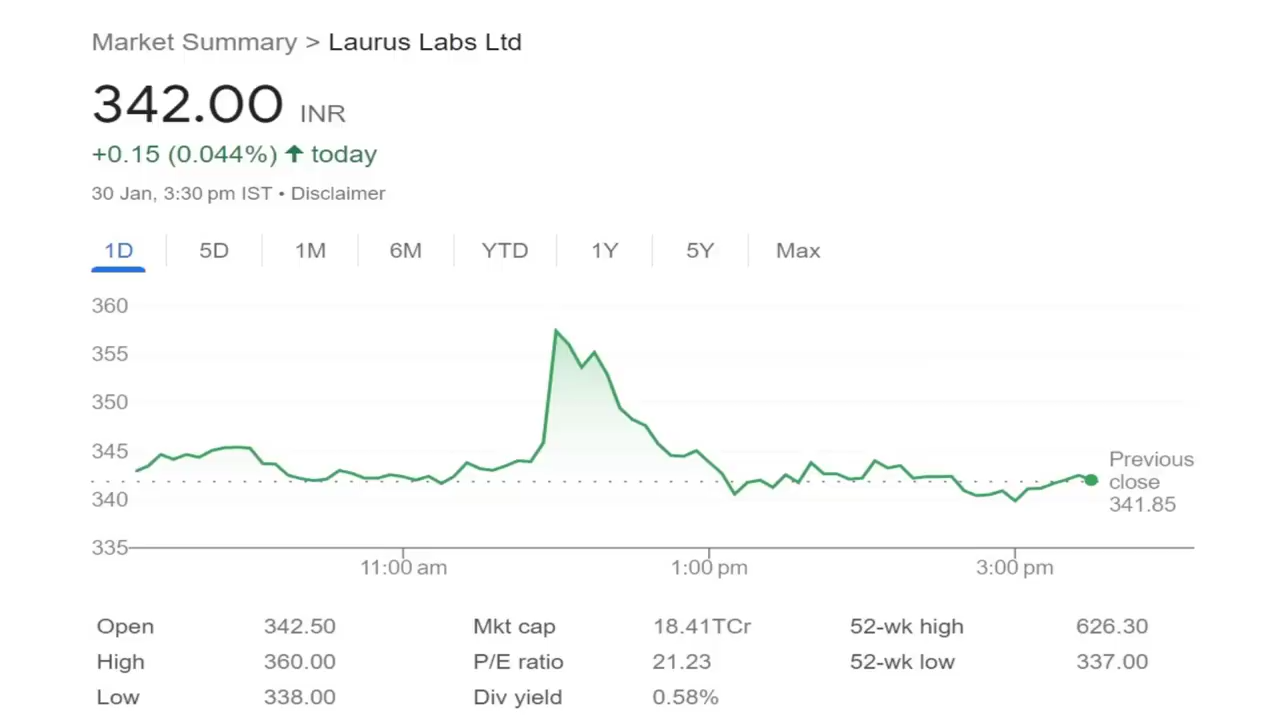 Market Summary > Laurus Labs Ltd
342.00 INR
+0.15 (0.044%) ↑ today
30 Jan, 3:30 pm IST • Disclaimer
1D 5D 1M 6M YTD 1Y 5Y Max
360
355
350
345
340
335
Previous
close
341.85
11:00 am 1:00 pm 3:00 pm
Open 342.50 Mkt cap 18.41TCr 52-wk high 626.30
High 360.00 P/E ratio 21.23 52-wk low 337.00
Low 338.00 Div yield 0.58%